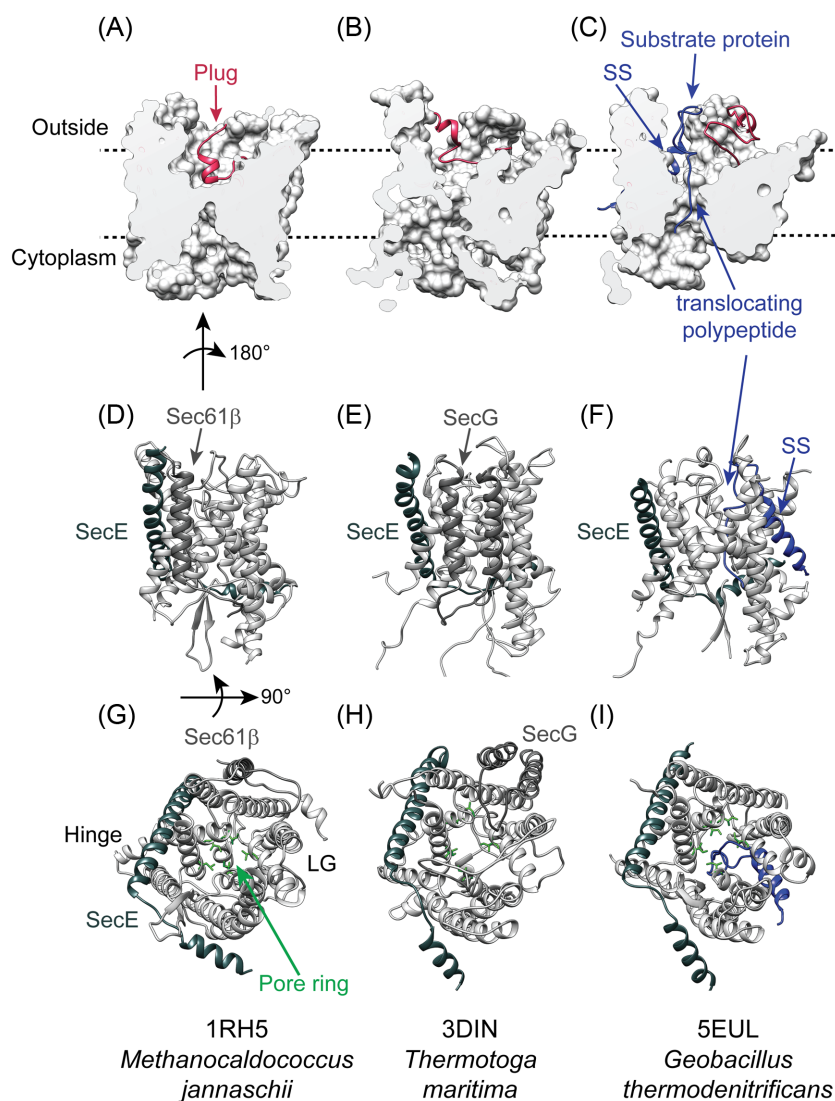 (A)
(B)
(C)
Substrate protein
Plug
SS
Outside
Cytoplasm
translocating
polypeptide
180°
(D)
(E)
(F)
Sec61β
SecG
SS
SecE
SecE
SecE
90°
(G)
(H)
(I)
Sec61β
SecG
Hinge
LG
SecE
Pore ring
1RH5
3DIN
5EUL
Methanocaldococcus
jannaschii
Thermotoga
maritima
Geobacillus
thermodenitrificans